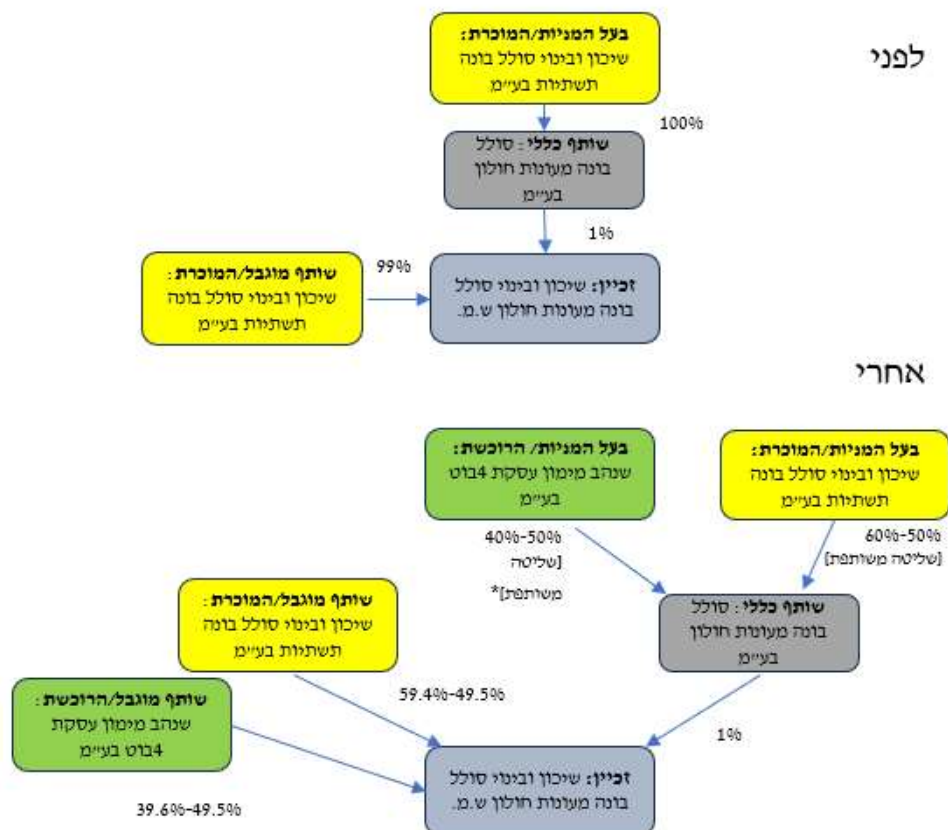 לפני
בעל המניות/המוכרת:
שיכון ובינוי סולל בונה
תשתיות בע״מ
100%
שותף כללי: סולל
בונה מעונות חולון
בע״מ
1%
שותף מוגבל/המוכרת:
שיכון ובינוי סולל בונה
תשתיות בע״מ
99%
זכיין: שיכון ובינוי סולל
בונה מעונות חולון ש.מ.
אחרי
בעל המניות/המוכרת:
שיכון ובינוי סולל בונה
תשתיות בע״מ
בעל המניות/ הרוכשת:
שנהב מימון עסקת 4בוט
בע״מ
60%-50%
[שליטה משותפת]
40%-50%
[שליטה
משותפת]*
שותף כללי: סולל
בונה מעונות חולון
בע״מ
שותף מוגבל/המוכרת:
שיכון ובינוי סולל בונה
תשתיות בע״מ
59.4%-49.5%
שותף מוגבל/הרוכשת:
שנהב מימון עסקת
4בוט בע״מ
39.6%-49.5%
1%
זכיין: שיכון ובינוי סולל
בונה מעונות חולון ש.מ.